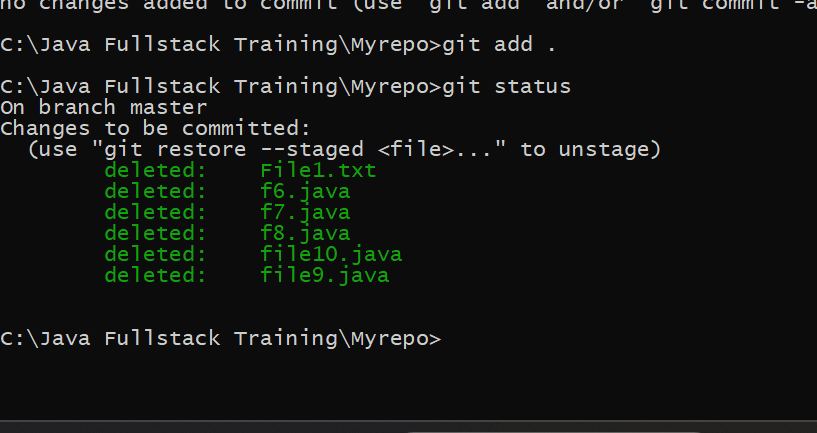 no changes added to commit (use "git add" and/or "git commit -a
C:\Java Fullstack Training\Myrepo>git add .
C:\Java Fullstack Training\Myrepo>git status
On branch master
Changes to be committed:
  (use "git restore --staged <file>..." to unstage)
        deleted:    File1.txt
        deleted:    f6.java
        deleted:    f7.java
        deleted:    f8.java
        deleted:    file10.java
        deleted:    file9.java
C:\Java Fullstack Training\Myrepo>